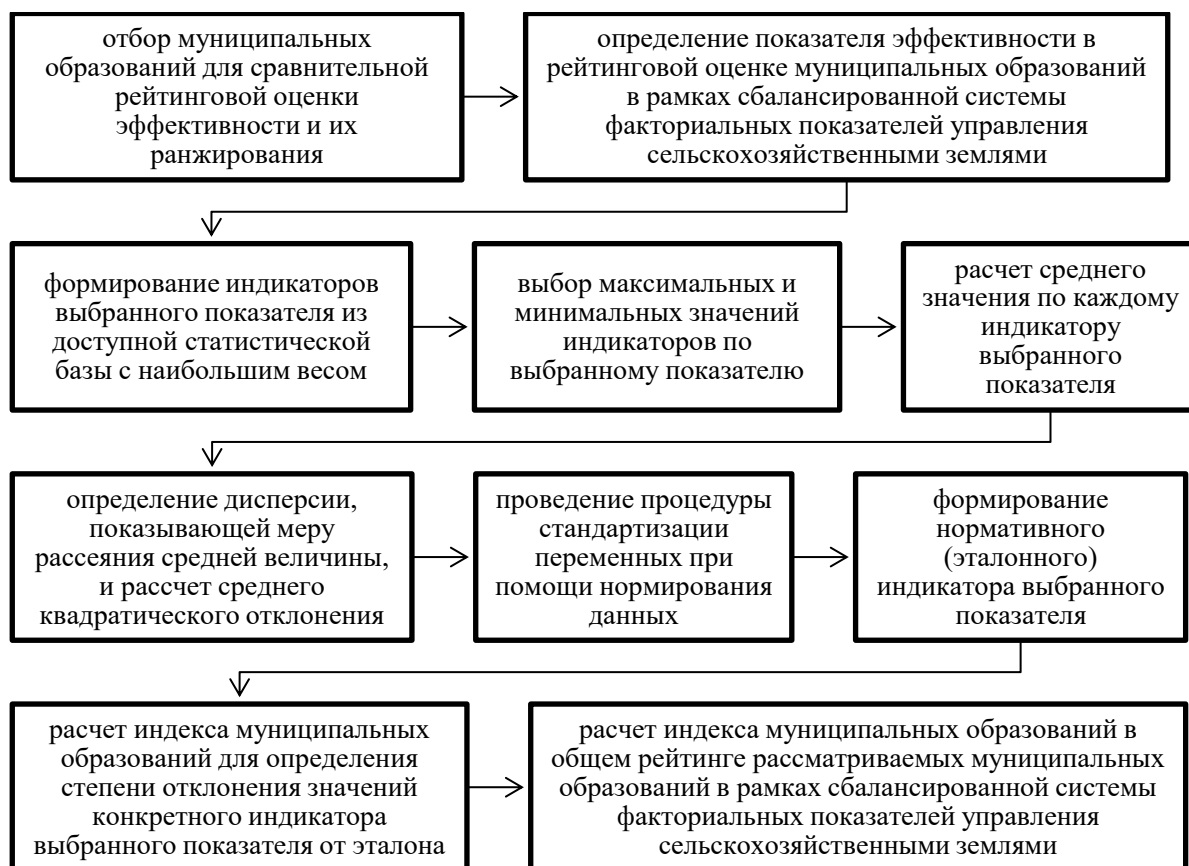 отбор муниципальных
образований для сравнительной
рейтинговой оценки
эффективности и их
ранжирования
определение показателя эффективности в
рейтинговой оценке муниципальных образований
в рамках сбалансированной системы
факториальных показателей управления
сельскохозяйственными землями
формирование индикаторов
выбранного показателя из
доступной статистической
базы с наибольшим весом
выбор максимальных и
минимальных значений
индикаторов по
выбранному показателю
расчет среднего
значения по каждому
индикатору
выбранного
показателя
определение дисперсии,
показывающей меру
рассеяния средней величины,
и рассчет среднего
квадратического отклонения
проведение процедуры
стандартизации
переменных при
помощи нормирования
данных
формирование
нормативного
(эталонного)
индикатора выбранного
показателя
расчет индекса муниципальных
образований для определения
степени отклонения значений
конкретного индикатора
выбранного показателя от эталона
расчет индекса муниципальных образований в
общем рейтинге рассматриваемых муниципальных
образований в рамках сбалансированной системы
факториальных показателей управления
сельскохозяйственными землями